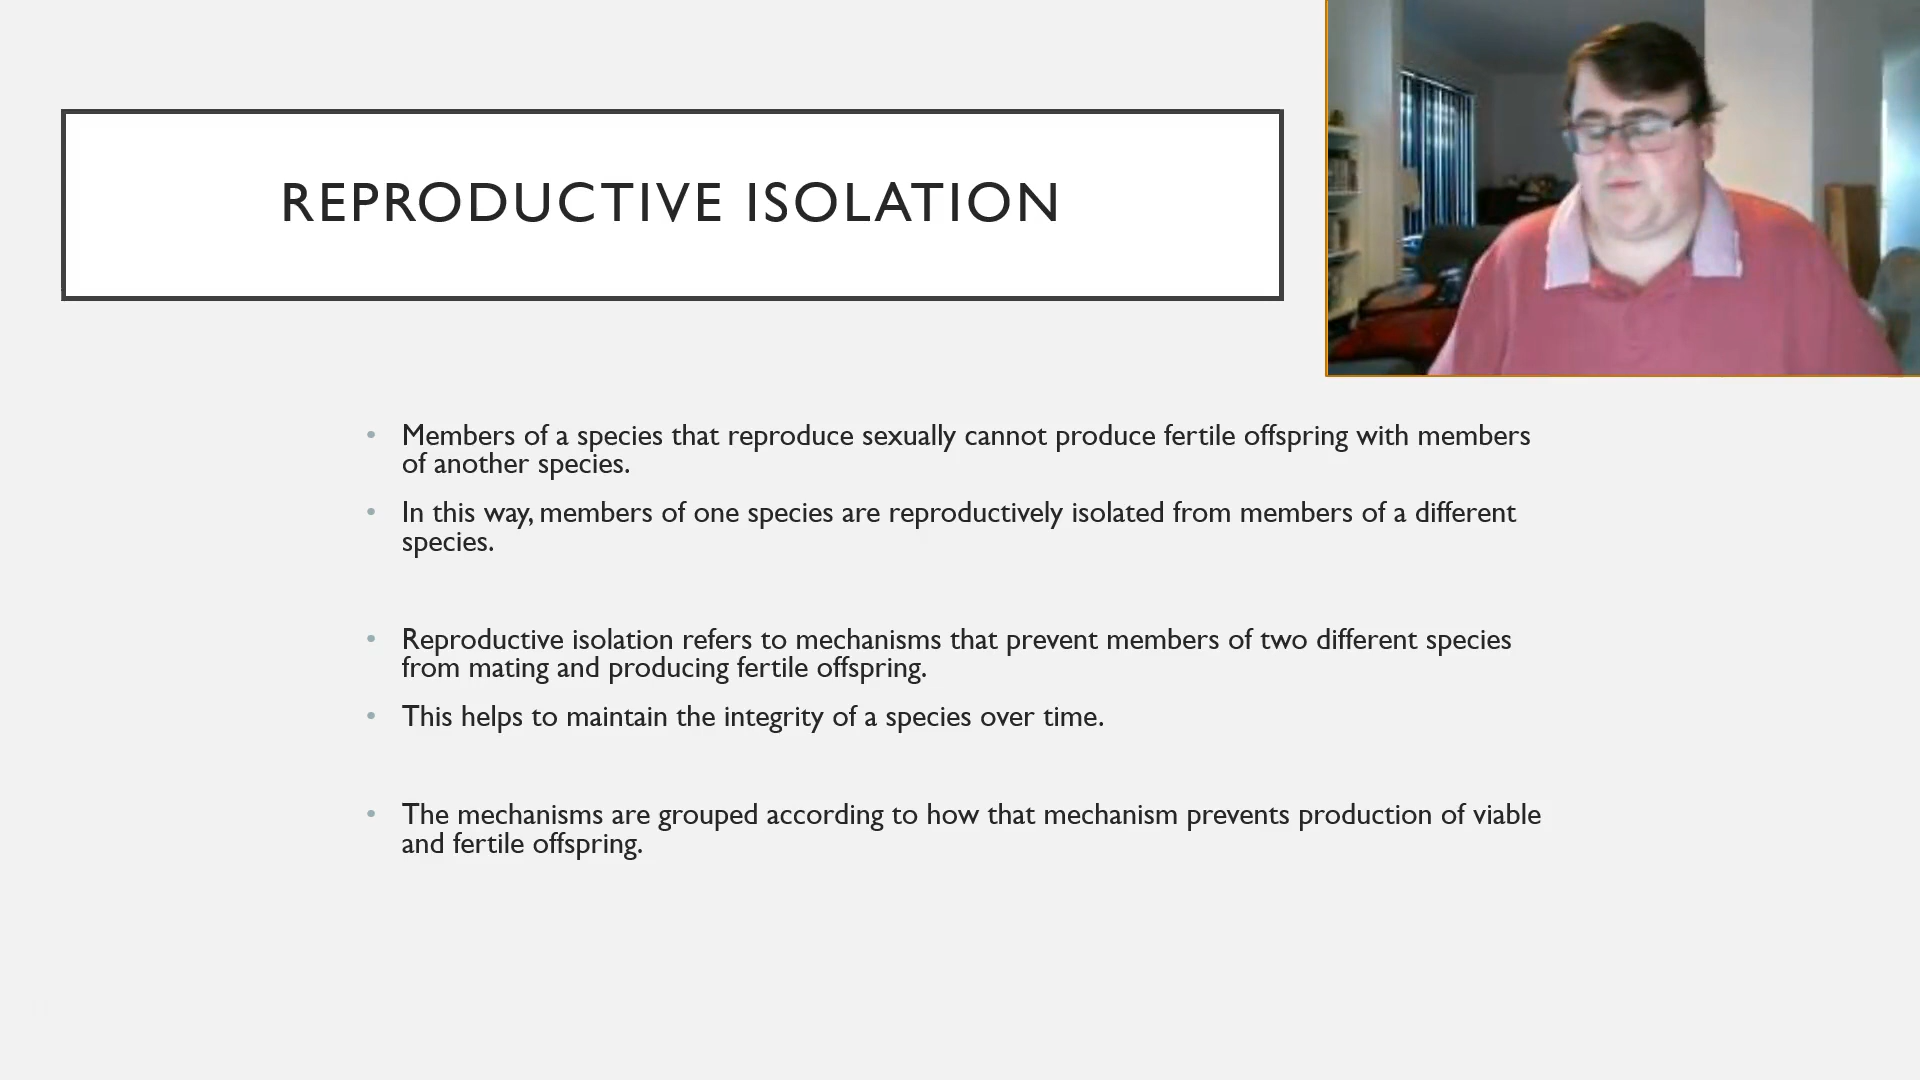 REPRODUCTIVE ISOLATION
• Members of a species that reproduce sexually cannot produce fertile offspring with members
of another species.
• In this way, members of one species are reproductively isolated from members of a different
species.
• Reproductive isolation refers to mechanisms that prevent members of two different species
from mating and producing fertile offspring.
• This helps to maintain the integrity of a species over time.
• The mechanisms are grouped according to how that mechanism prevents production of viable
and fertile offspring.